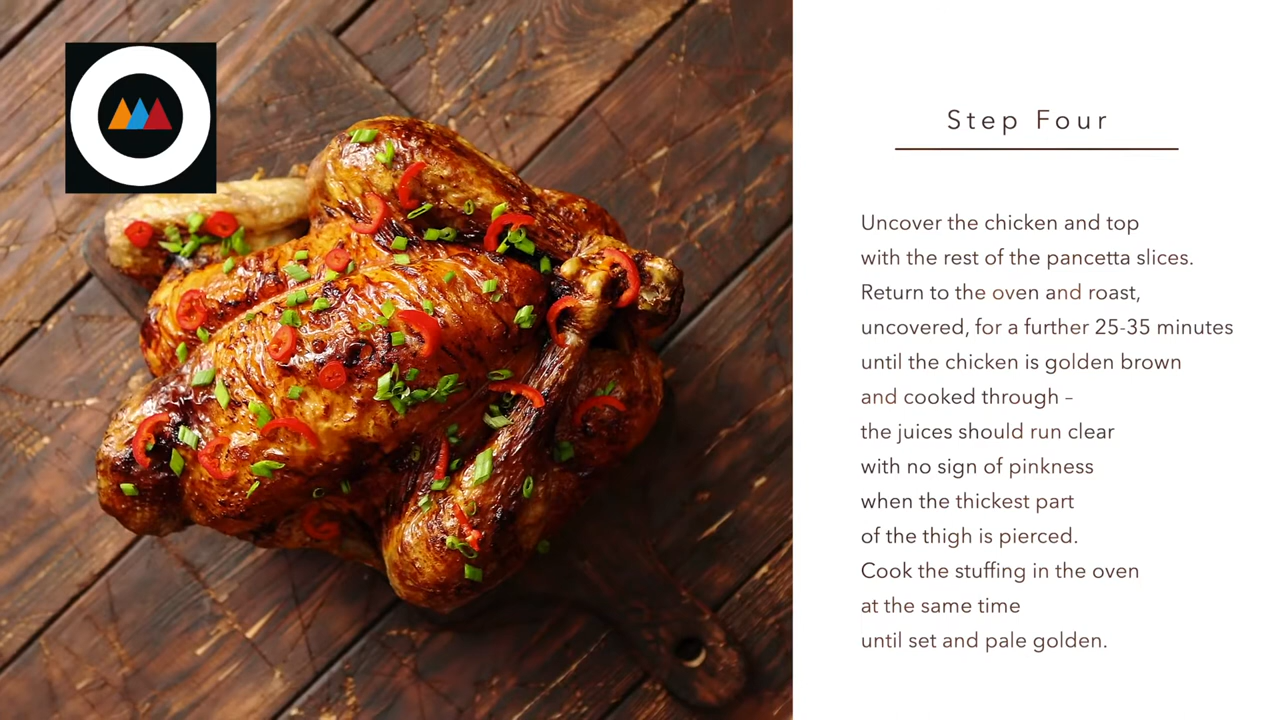 Step Four
Uncover the chicken and top
with the rest of the pancetta slices.
Return to the oven and roast,
uncovered, for a further 25-35 minutes
until the chicken is golden brown
and cooked through –
the juices should run clear
with no sign of pinkness
when the thickest part
of the thigh is pierced.
Cook the stuffing in the oven
at the same time
until set and pale golden.